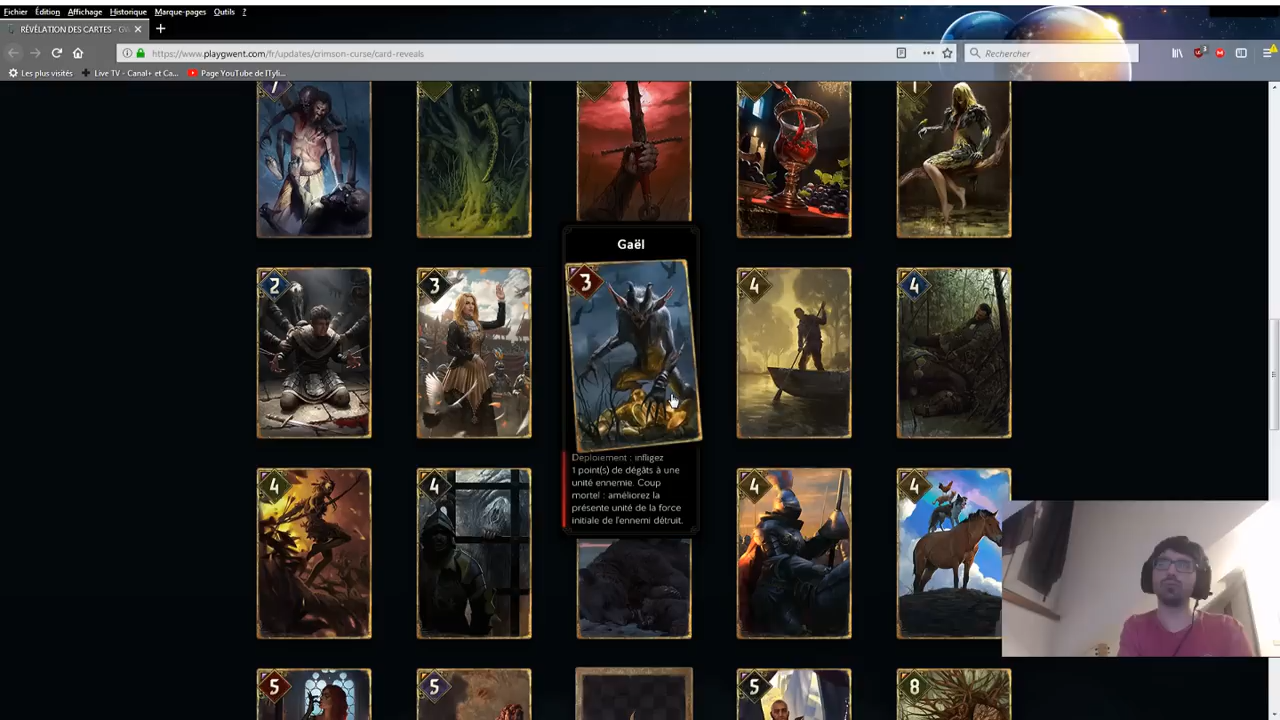 Fichier Édition Affichage Historique Marque-pages Outils ?
RÉVÉLATION DES CARTES - G
https://www.playgwent.com/fr/updates/crimson-curse/card-reveals
Rechercher
Les plus visités Live TV - Canal+ et Ca... Page YouTube de lTyli...
7
1
Gaël
2
3
3
4
4
Déploiement : infligez
1 point(s) de dégâts à une
unité ennemie. Coup
mortel : améliorez la
présente unité de la force
initiale de l'ennemi détruit.
4
4
4
4
5
5
5
8